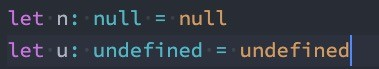 let n: null = null
let u: undefined = undefined